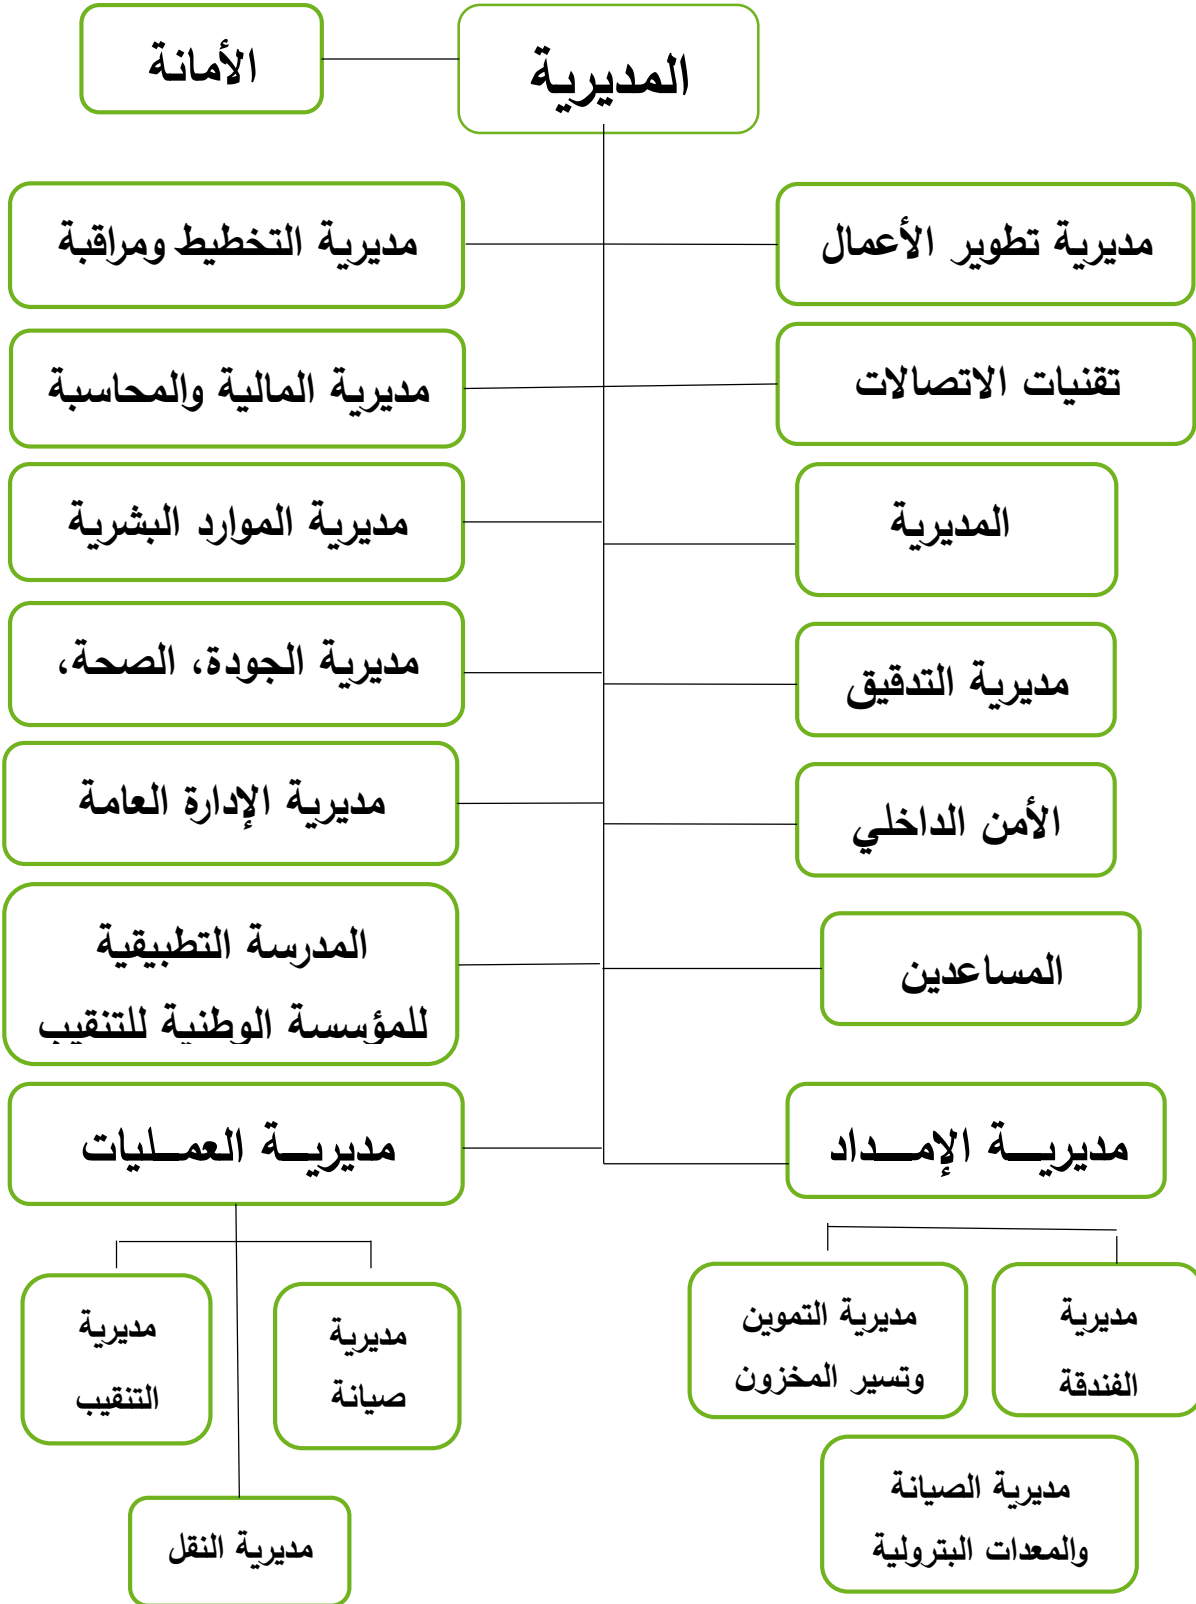 المديرية
الأمانة
مديرية تطوير الأعمال
مديرية التخطيط ومراقبة
تقنيات الاتصالات
مديرية المالية والمحاسبة
المديرية
مديرية الموارد البشرية
مديرية التدقيق
مديرية الجودة، الصحة،
الأمن الداخلي
مديرية الإدارة العامة
المساعدين
المدرسة التطبيقية
للمؤسسة الوطنية للتنقيب
مديريـــة الإمـــداد
مديريـــة العمـــليات
مديرية
الفندقة
مديرية التموين
وتسير المخزون
مديرية الصيانة
والمعدات البترولية
مديرية
صيانة
مديرية
التنقيب
مديرية النقل